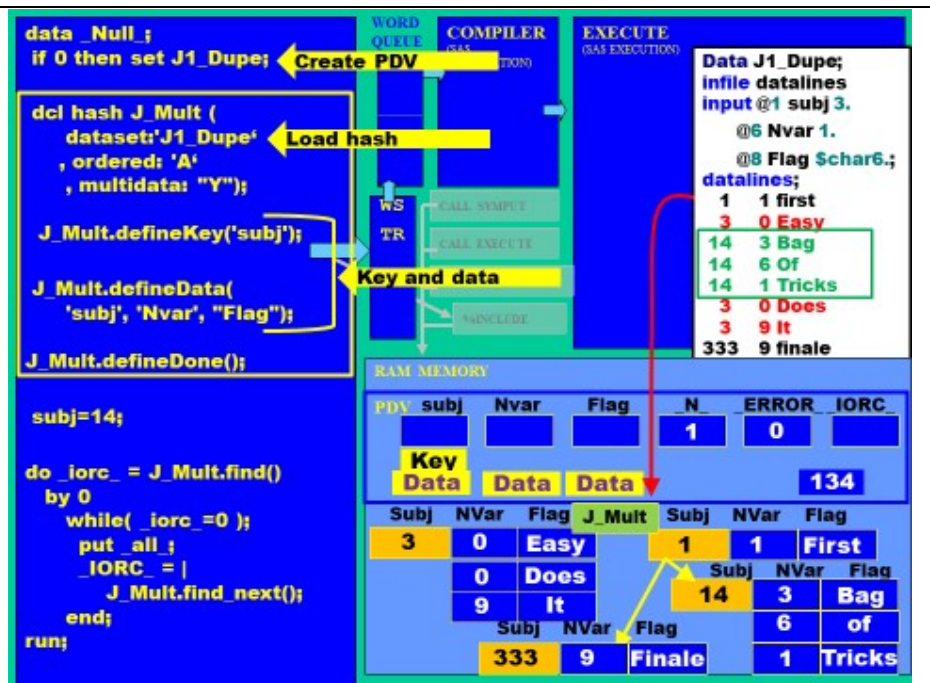 data _Null_;
if 0 then set J1_Dupe;
Create PDV
dcl hash J_Mult (
dataset:'J1_Dupe‘
Load hash
, ordered: 'A‘
, multidata: "Y");
J_Mult.defineKey('subj');
Key and data
J_Mult.defineData(
'subj', 'Nvar', "Flag");
J_Mult.defineDone();
subj=14;
do _iorc_ = J_Mult.find()
by 0
while( _iorc_=0 );
put _all_;
_IORC_ = |
J_Mult.find_next();
end;
run;
WORD
QUEUE
COMPILER
(SAS
TION)
EXECUTE
(SAS EXECUTION)
WS
TR
CALL SYMPUT
CALL EXECUTE
%INCLUDE
Data J1_Dupe;
infile datalines
input @1 subj 3.
@6 Nvar 1.
@8 Flag $char6.;
datalines;
1 1 first
3 0 Easy
14 3 Bag
14 6 Of
14 1 Tricks
3 0 Does
3 9 It
333 9 finale
RAM MEMORY
PDV subj Nvar Flag _N_ _ERROR_ _IORC_
1 0
Key
Data Data Data 134
Subj NVar Flag J_Mult Subj NVar Flag
3 0 Easy 1 1 First
0 Does Subj NVar Flag
9 It 14 3 Bag
Subj NVar Flag 6 of
333 9 Finale 1 Tricks